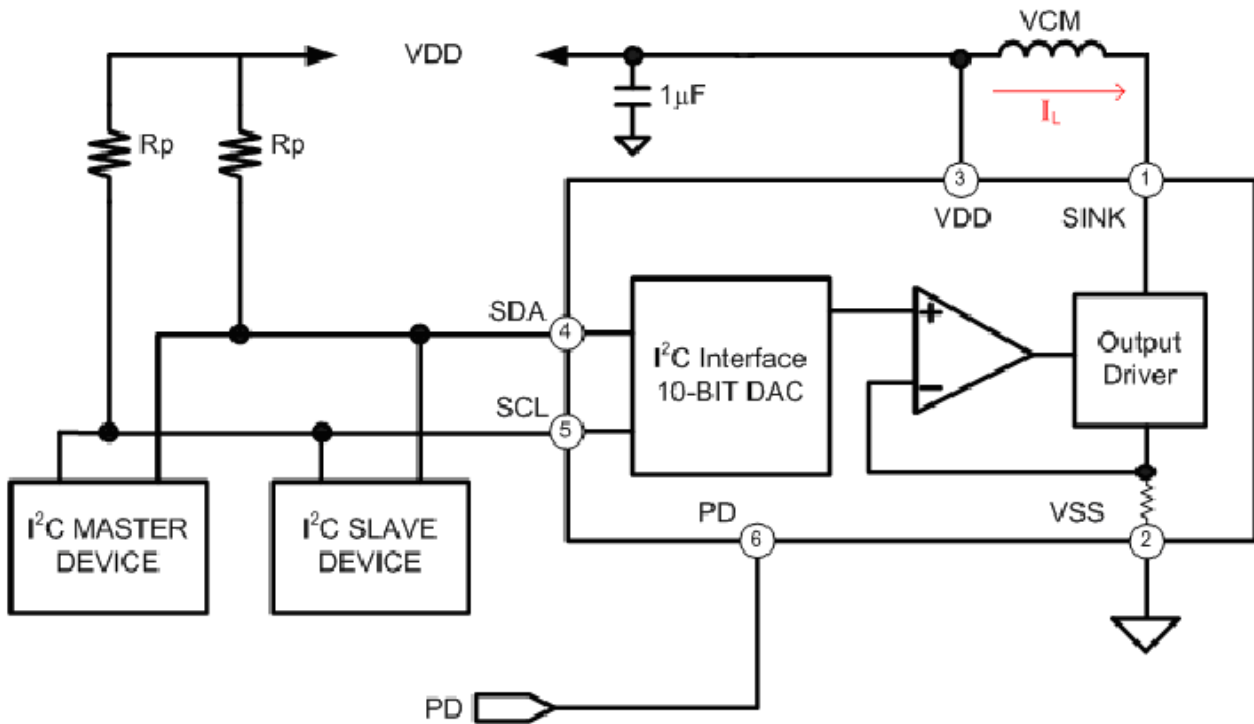 VCM
VDD
1μF
I_L
Rp
Rp
3
1
VDD
SINK
SDA
4
I²C Interface
10-BIT DAC
+
−
Output
Driver
SCL
5
I²C MASTER
DEVICE
I²C SLAVE
DEVICE
PD
6
VSS
2
PD